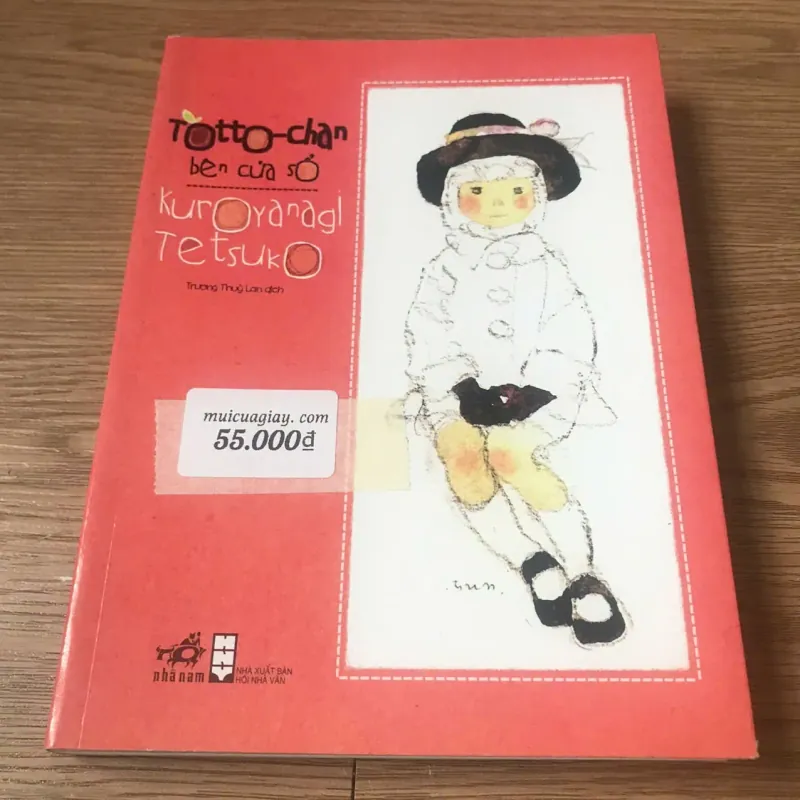 Totto-chan
bên cửa sổ
Kuroyanagi
Tetsuko
Trương Thuỳ Lan dịch
muicuagiay. com
55.000₫
nhã nam
NHÀ XUẤT BẢN
HỘI NHÀ VĂN